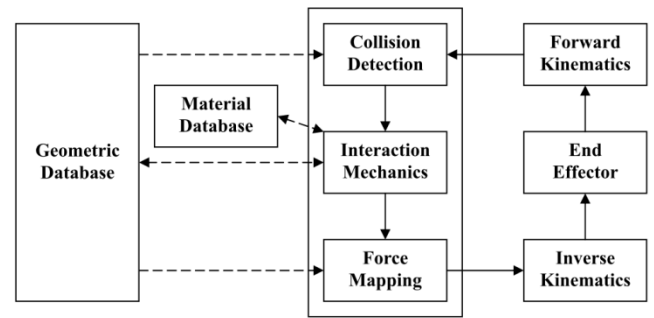 Collision
Detection
Forward
Kinematics
Material
Database
Geometric
Database
Interaction
Mechanics
End
Effector
Force
Mapping
Inverse
Kinematics